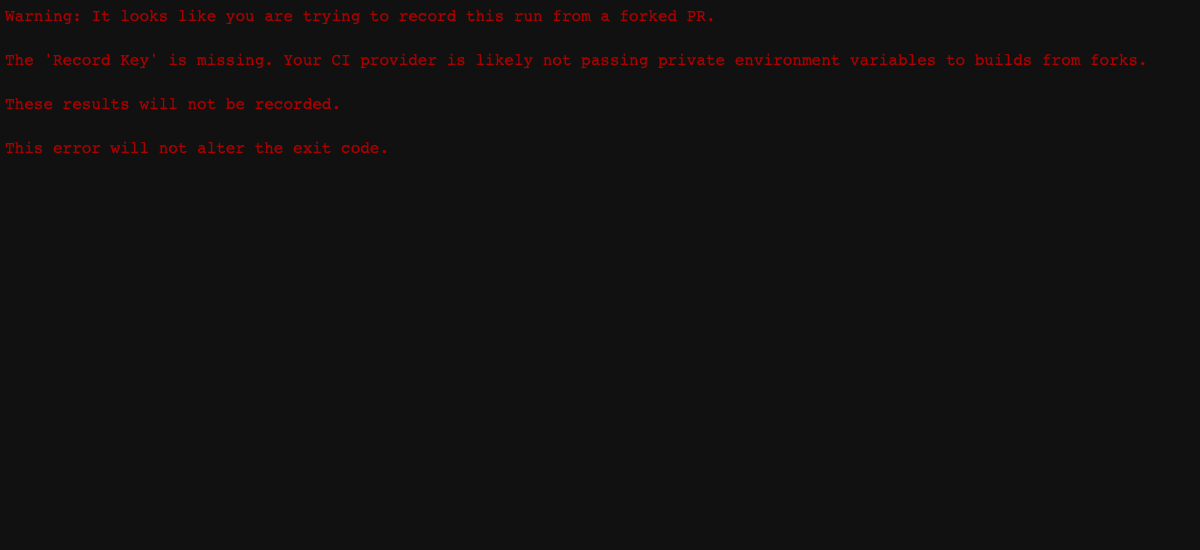 Warning: It looks like you are trying to record this run from a forked PR.
The 'Record Key' is missing. Your CI provider is likely not passing private environment variables to builds from forks.
These results will not be recorded.
This error will not alter the exit code.